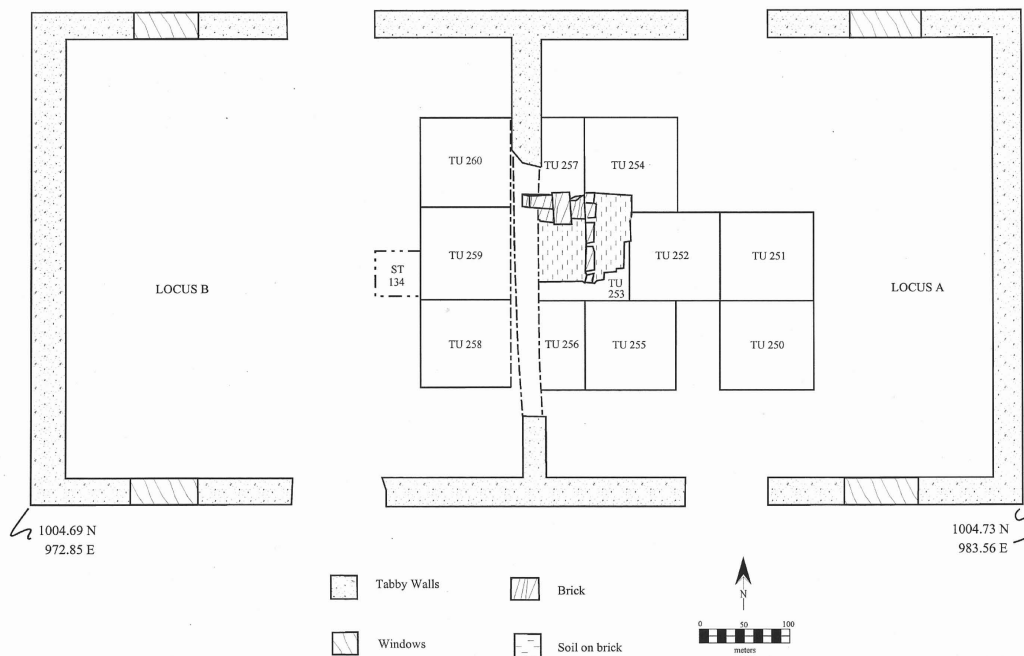 TU 260
TU 257
TU 254
TU 259
TU 252
TU 251
ST
134
LOCUS B
LOCUS A
TU
253
TU 258
TU 256
TU 255
TU 250
1004.69 N
972.85 E
1004.73 N
983.56 E
Tabby Walls
Brick
N
0 50 100
meters
Windows
Soil on brick